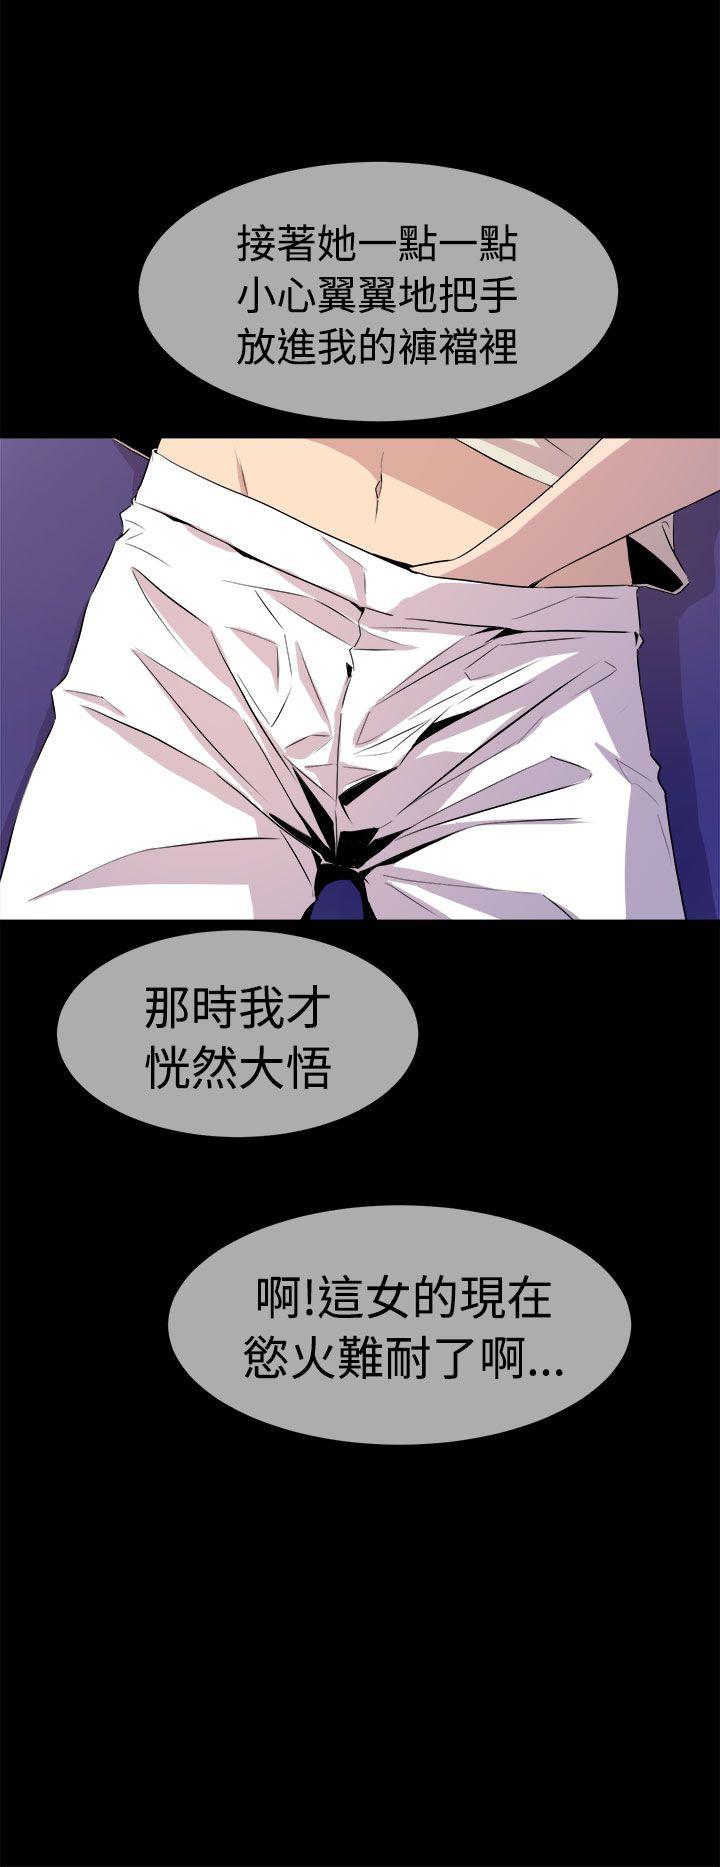 接著她一點一點
小心翼翼地把手
放進我的褲襠裡
那時我才
恍然大悟
啊!這女的現在
慾火難耐了啊...